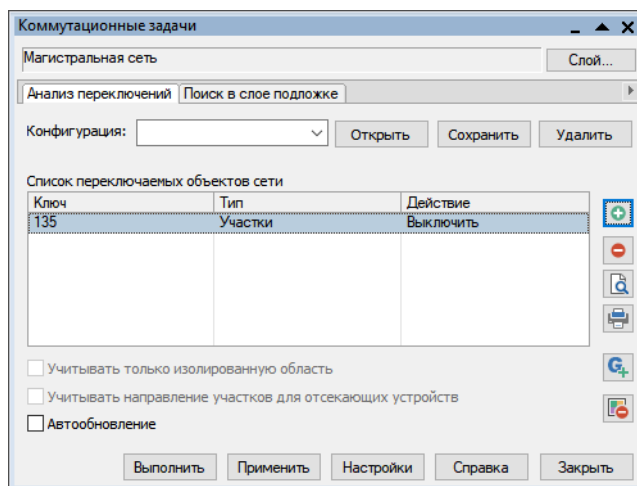 Коммутационные задачи
Магистральная сеть Слой...
Анализ переключений Поиск в слое подложке
Конфигурация: Открыть Сохранить Удалить
Список переключаемых объектов сети
Ключ Тип Действие
135 Участки Выключить
Учитывать только изолированную область
Учитывать направление участков для отсекающих устройств
Автообновление
Выполнить Применить Настройки Справка Закрыть